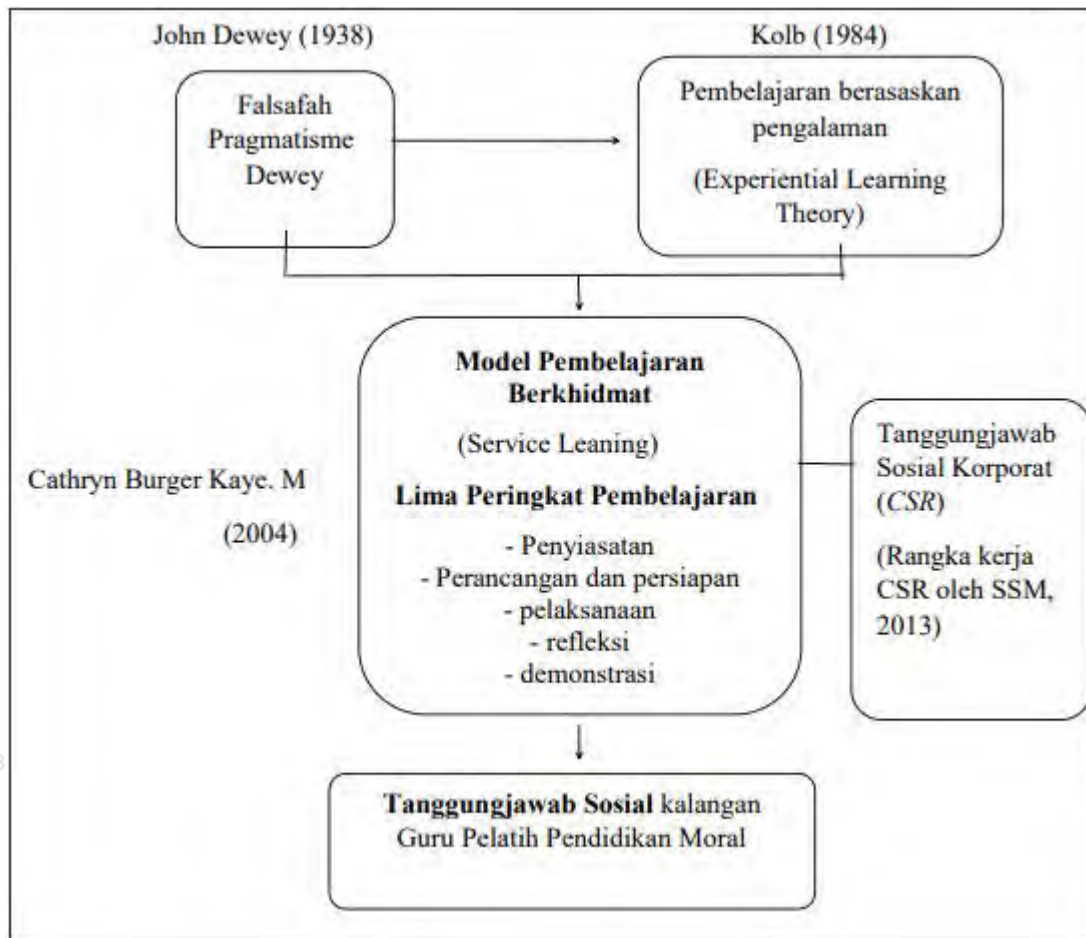 John Dewey (1938)
Kolb (1984)
Falsafah
Pragmatisme
Dewey
Pembelajaran berasaskan
pengalaman
(Experiential Learning
Theory)
Model Pembelajaran
Berkhidmat
(Service Leaning)
Lima Peringkat Pembelajaran
- Penyiasatan
- Perancangan dan persiapan
- pelaksanaan
- refleksi
- demonstrasi
Cathryn Burger Kaye. M
(2004)
Tanggungjawab
Sosial Korporat
(CSR)
(Rangka kerja
CSR oleh SSM,
2013)
Tanggungjawab Sosial kalangan
Guru Pelatih Pendidikan Moral